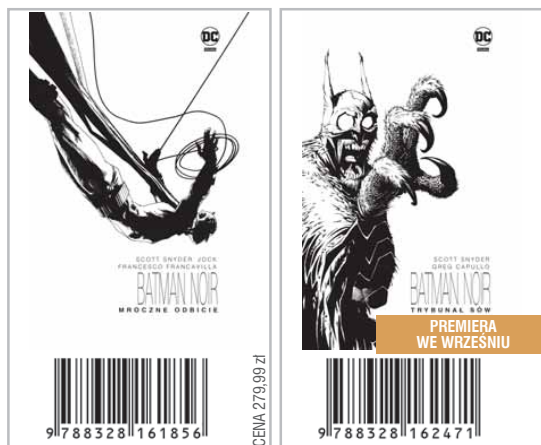 DC
SCOTT SNYDER JOCK
FRANCESCO FRANCAVILLA
BATMAN NOIR
MROCZNE ODBICIE
9 788328 161856
CENA 279,99 zł
DC
SCOTT SNYDER
GREG CAPULLO
BATMAN NOIR
TRYBUNAŁ SÓW
PREMIERA
WE WRZEŚNIU
9 788328 162471